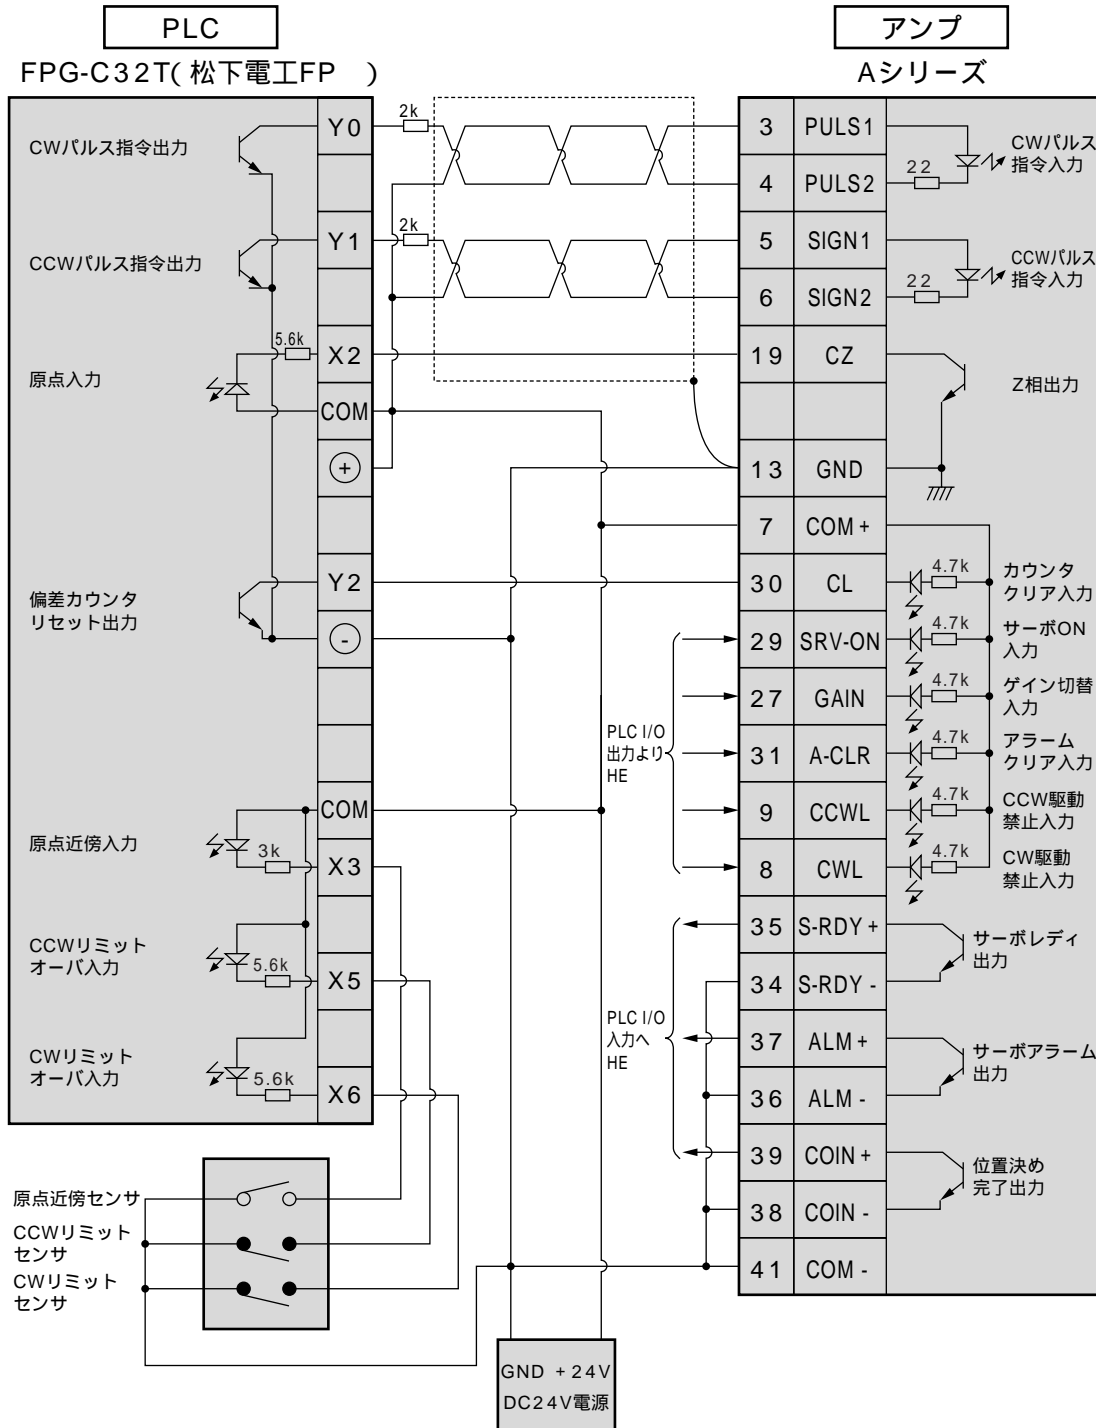 PLC
FPG-C32T(松下電工FP )
CWパルス指令出力
CCWパルス指令出力
原点入力
偏差カウンタ
リセット出力
原点近傍入力
CCWリミット
オーバ入力
CWリミット
オーバ入力
5.6k
3k
5.6k
5.6k
Y0
Y1
X2
COM
+
Y2
-
COM
X3
X5
X6
2k
2k
PLC I/O
出力より
HE
PLC I/O
入力へ
HE
原点近傍センサ
CCWリミット
センサ
CWリミット
センサ
GND +24V
DC24V電源
アンプ
Aシリーズ
3 PULS1
4 PULS2
5 SIGN1
6 SIGN2
19 CZ
13 GND
7 COM+
30 CL
29 SRV-ON
27 GAIN
31 A-CLR
9 CCWL
8 CWL
35 S-RDY+
34 S-RDY-
37 ALM+
36 ALM-
39 COIN+
38 COIN-
41 COM-
22
CWパルス
指令入力
22
CCWパルス
指令入力
Z相出力
4.7k
カウンタ
クリア入力
4.7k
サーボON
入力
4.7k
ゲイン切替
入力
4.7k
アラーム
クリア入力
4.7k
CCW駆動
禁止入力
4.7k
CW駆動
禁止入力
サーボレディ
出力
サーボアラーム
出力
位置決め
完了出力